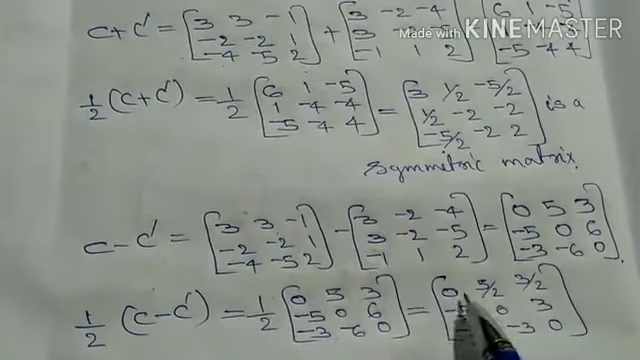 Made with KINEMASTER
C+C' = [3 3 -1 + [3 -2 -4 [6 1 -5
-2 -2 1 3
-4 -5 2] -1 1 2] -5 -4 4]
1/2 (C+C') = 1/2 [6 1 -5 = [3 1/2 -5/2 is a
1 -4 -4 1/2 -2 -2
-5 -4 4] -5/2 -2 2]
symmetric matrix.
C-C' = [3 3 -1 - [3 -2 -4 = [0 5 3
-2 -2 1 3 -2 -5 -5 0 6
-4 -5 2] -1 1 2] -3 -6 0].
1/2 (C-C') = 1/2 [0 5 3 = [0 5/2 3/2
-5 0 6 0 3
-3 -6 0] -3 0]